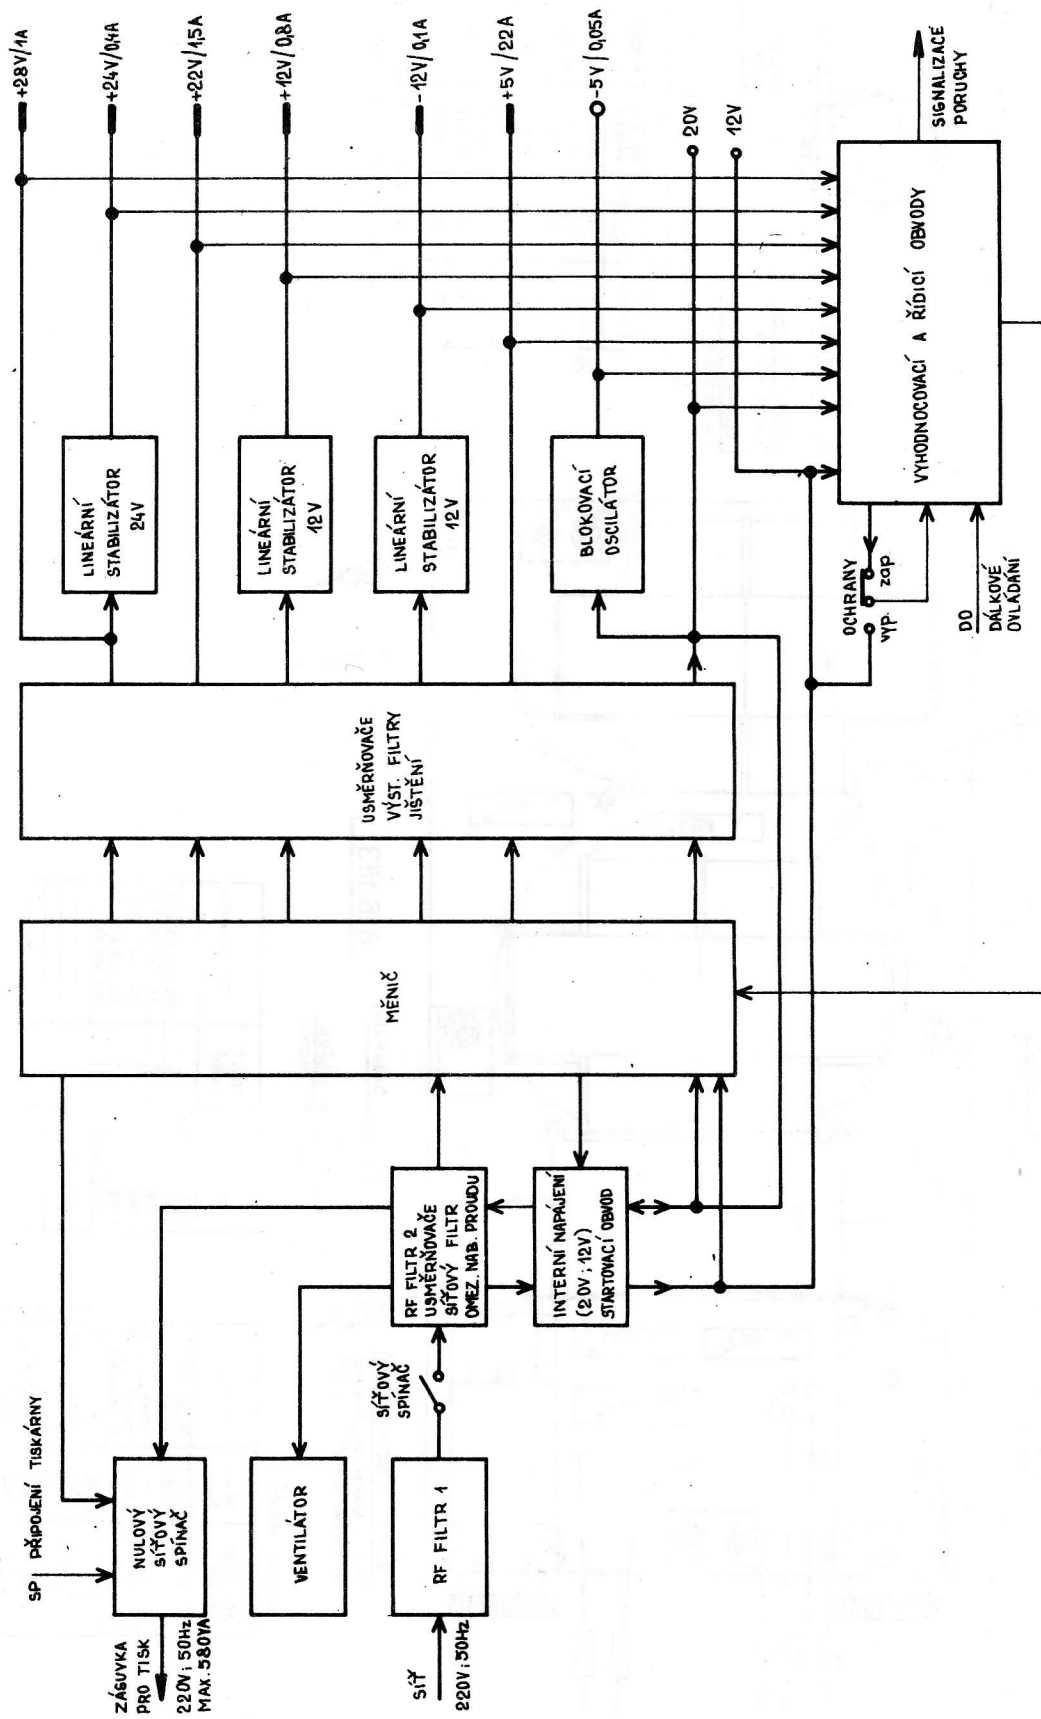 SP PŘIPOJENÍ TISKÁRNY
ZÁSUVKA
PRO TISK
220V; 50Hz
MAX. 580VA
NULOVÝ
SÍŤOVÝ
SPÍNAČ
VENTILÁTOR
SÍŤ
220V; 50Hz
RF FILTR 1
SÍŤOVÝ
SPÍNAČ
RF FILTR 2
USMĚRŇOVAČE
SÍŤOVÝ FILTR
OMEZ. NAB. PROUDU
INTERNÍ NAPÁJENÍ
(20V; 12V)
STARTOVACÍ OBVOD
MĚNIČ
USMĚRŇOVAČE
VÝST. FILTRY
JIŠTĚNÍ
LINEÁRNÍ
STABILIZÁTOR
24V
LINEÁRNÍ
STABILIZÁTOR
12V
LINEÁRNÍ
STABILIZÁTOR
12V
BLOKOVACÍ
OSCILÁTOR
+28V/1A
+24V/0,4A
+22V/1,5A
+12V/0,8A
-12V/0,1A
+5V/22A
-5V/0,05A
20V
12V
OCHRANY
VYP. zap
DO
DÁLKOVÉ
OVLÁDÁNÍ
VYHODNOCOVACÍ A ŘÍDICÍ OBVODY
SIGNALIZACE
PORUCHY